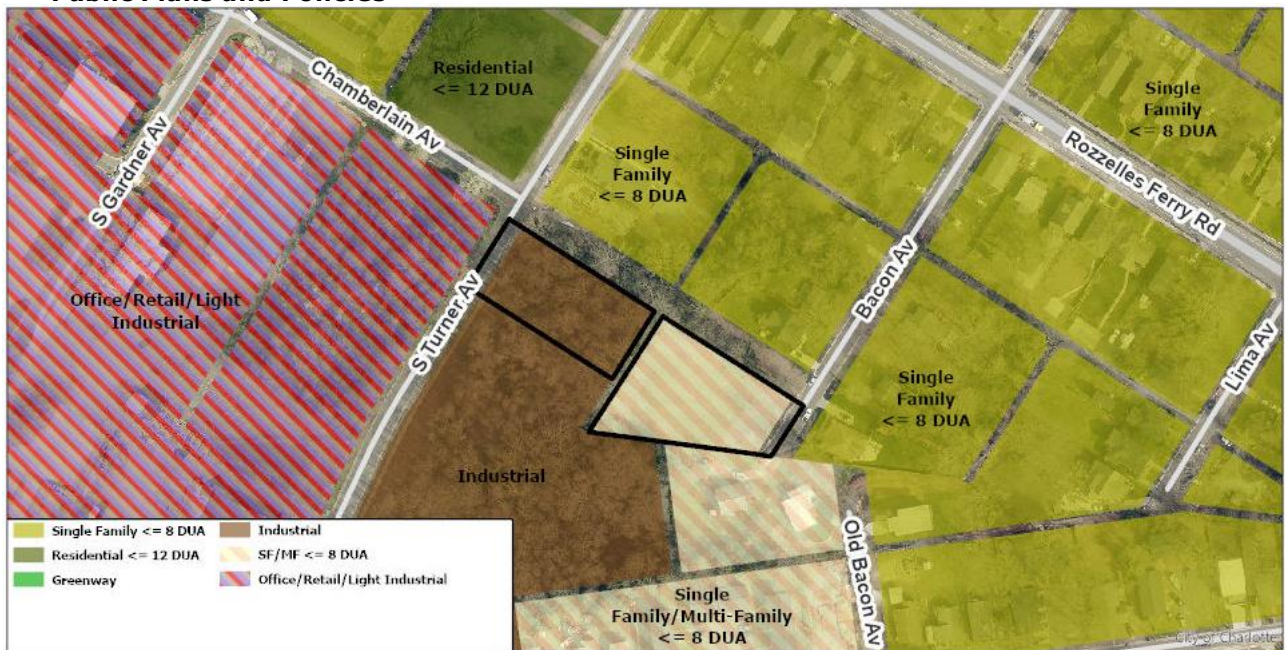 Public Plans and Policies
Residential
<= 12 DUA
Chamberlain Av
Single
Family
<= 8 DUA
S Gardner Av
Single
Family
<= 8 DUA
Rozzelles Ferry Rd
Bacon Av
Office/Retail/Light
Industrial
S Turner Av
Lima Av
Single
Family
<= 8 DUA
Industrial
Single Family <= 8 DUA
Industrial
Residential <= 12 DUA
SF/MF <= 8 DUA
Greenway
Office/Retail/Light Industrial
Old Bacon Av
Single
Family/Multi-Family
<= 8 DUA
City of Charlotte